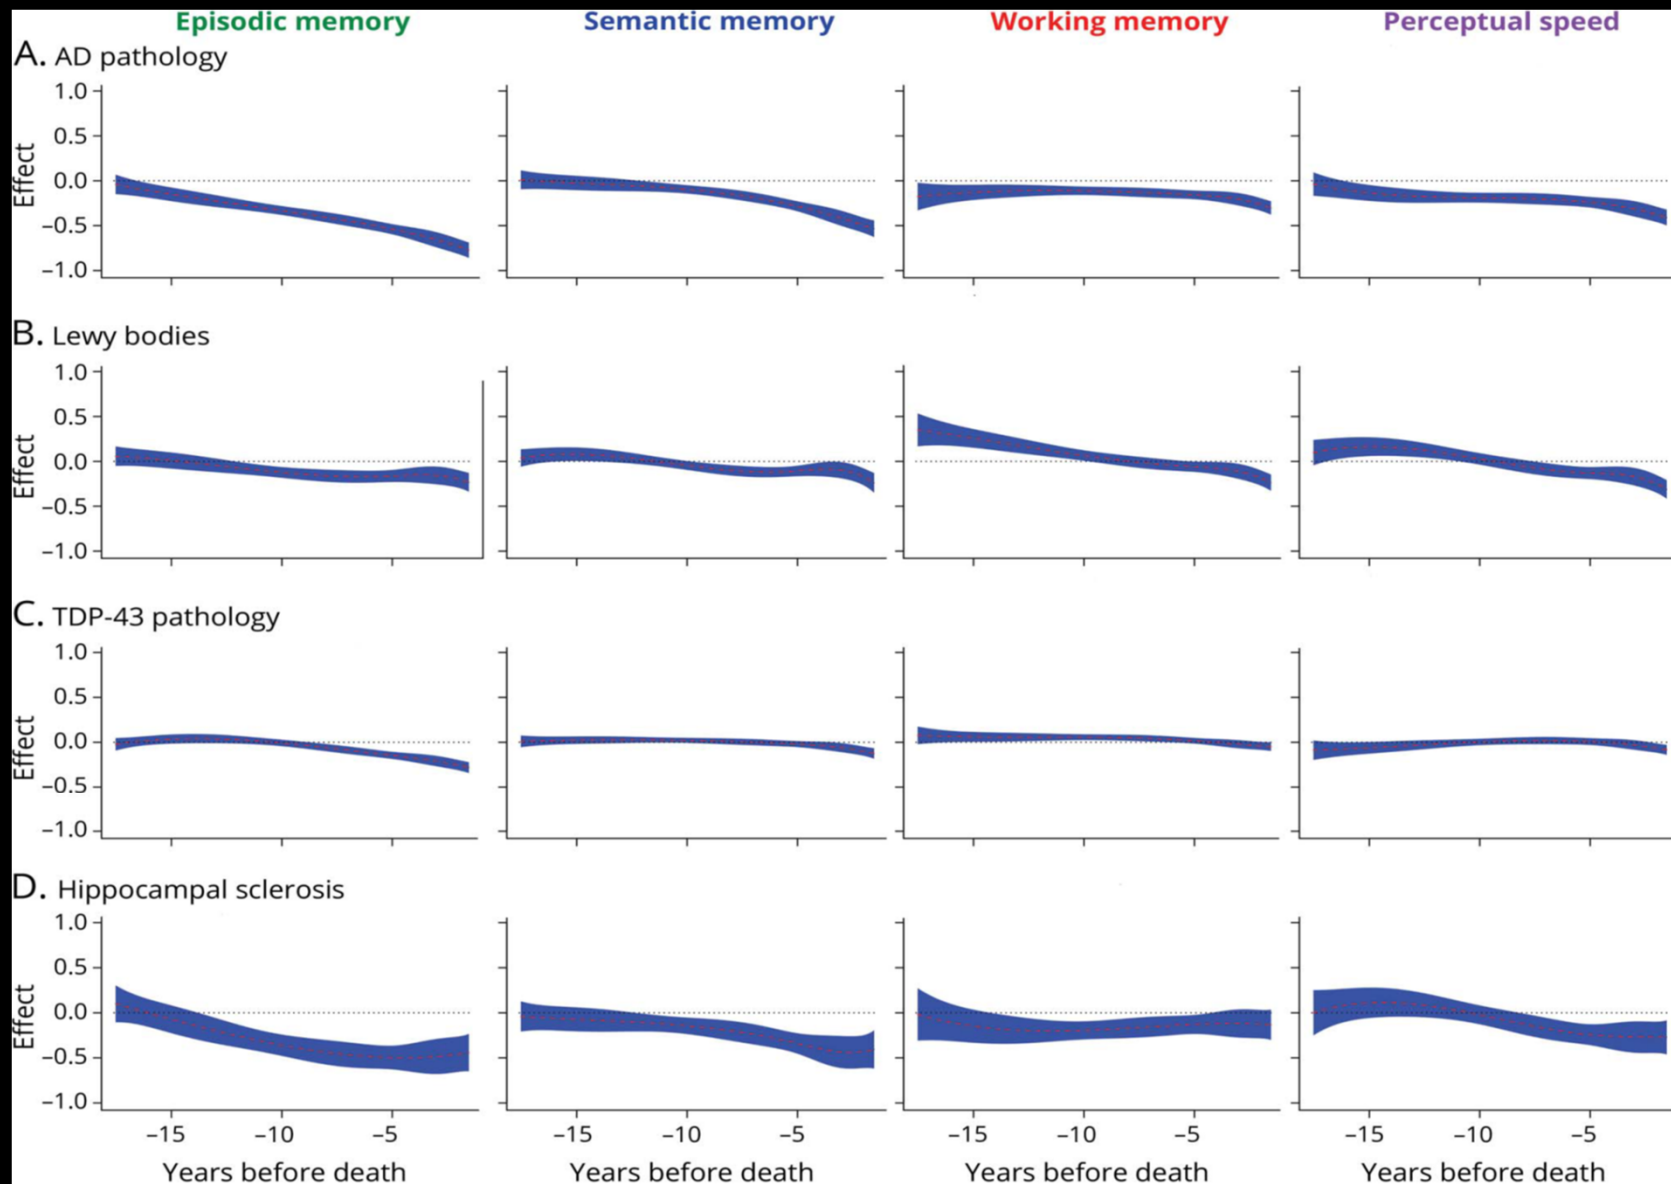 Episodic memory Semantic memory Working memory Perceptual speed
A. AD pathology
1.0
0.5
0.0
−0.5
−1.0
Effect
B. Lewy bodies
1.0
0.5
0.0
−0.5
−1.0
Effect
C. TDP-43 pathology
1.0
0.5
0.0
−0.5
−1.0
Effect
D. Hippocampal sclerosis
1.0
0.5
0.0
−0.5
−1.0
Effect
−15 −10 −5 −15 −10 −5 −15 −10 −5 −15 −10 −5
Years before death Years before death Years before death Years before death